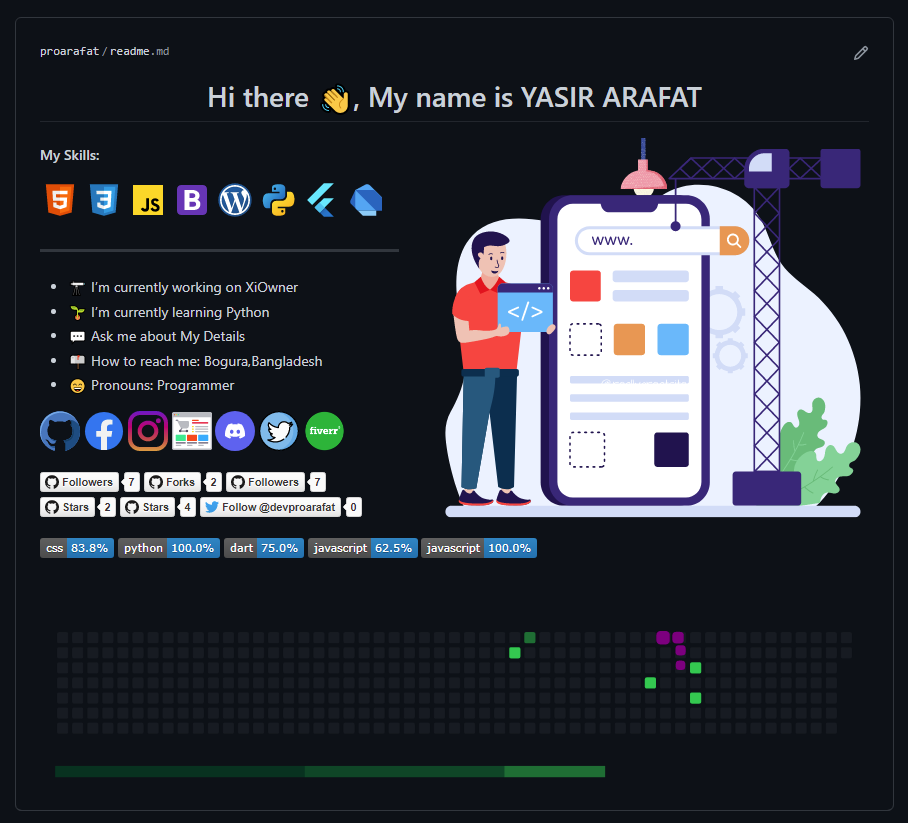 proarafat/readme.md
Hi there 👋, My name is YASIR ARAFAT
My Skills:
5 3 JS B W
www.
</>
I'm currently working on XiOwner
I'm currently learning Python
Ask me about My Details
How to reach me: Bogura,Bangladesh
Pronouns: Programmer
fiverr
Followers 7 Forks 2 Followers 7
Stars 2 Stars 4 Follow @devproarafat 0
css 83.8% python 100.0% dart 75.0% javascript 62.5% javascript 100.0%